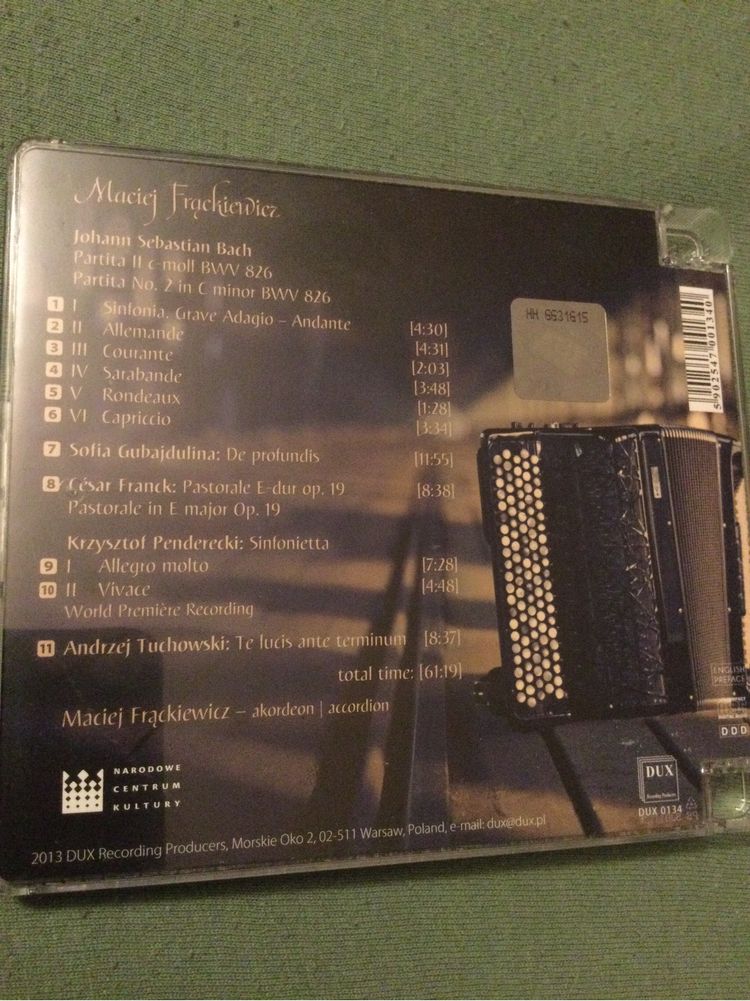 Maciej Frąckiewicz
Johann Sebastian Bach
Partita II c-moll BWV 826
Partita No. 2 in C minor BWV 826
1 I Sinfonia. Grave Adagio – Andante [4:30]
2 II Allemande [4:31]
3 III Courante [2:03]
4 IV Sarabande [3:48]
5 V Rondeaux [1:28]
6 VI Capriccio [3:34]
7 Sofia Gubajdulina: De profundis [11:55]
8 César Franck: Pastorale E-dur op. 19 [8:38]
Pastorale in E major Op. 19
Krzysztof Penderecki: Sinfonietta
9 I Allegro molto [7:28]
10 II Vivace [4:48]
World Première Recording
11 Andrzej Tuchowski: Te lucis ante terminum [8:37]
total time: [61:19]
Maciej Frąckiewicz – akordeon | accordion
NARODOWE
CENTRUM
KULTURY
2013 DUX Recording Producers, Morskie Oko 2, 02-511 Warsaw, Poland, e-mail: dux@dux.pl
HH 6631615
5 902547 001340
ENGLISH
PREFACE
DDD
DUX
Recording Producers
DUX 0134